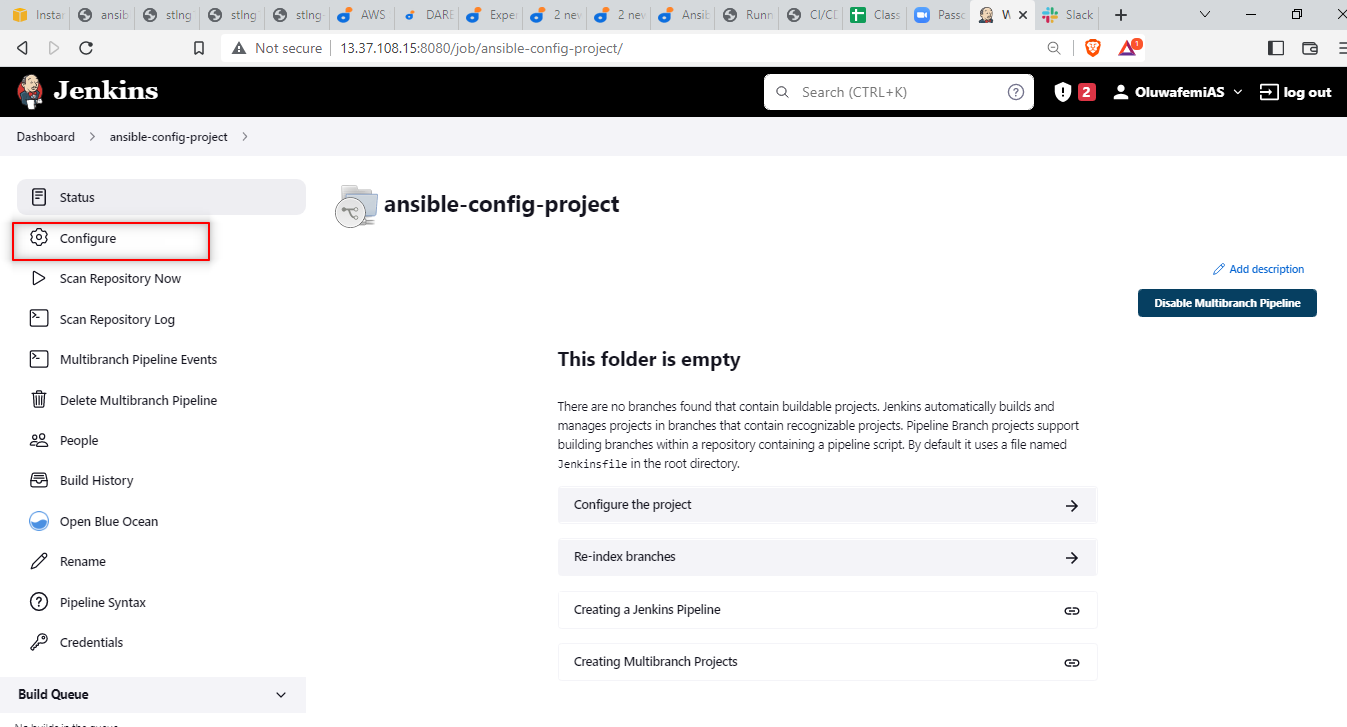 Instan
ansib
stlng
stlng
stlng
AWS
DARE
Exper
2 new
2 new
Ansib
Runn
CI/CD
Class
Passc
W
Slack
Not secure
13.37.108.15:8080/job/ansible-config-project/
1
Jenkins
Search (CTRL+K)
2
OluwafemiAS
log out
Dashboard
ansible-config-project
Status
Configure
Scan Repository Now
Scan Repository Log
Multibranch Pipeline Events
Delete Multibranch Pipeline
People
Build History
Open Blue Ocean
Rename
Pipeline Syntax
Credentials
Build Queue
ansible-config-project
Add description
Disable Multibranch Pipeline
This folder is empty
There are no branches found that contain buildable projects. Jenkins automatically builds and
manages projects in branches that contain recognizable projects. Pipeline Branch projects support
building branches within a repository containing a pipeline script. By default it uses a file named
Jenkinsfile in the root directory.
Configure the project
Re-index branches
Creating a Jenkins Pipeline
Creating Multibranch Projects